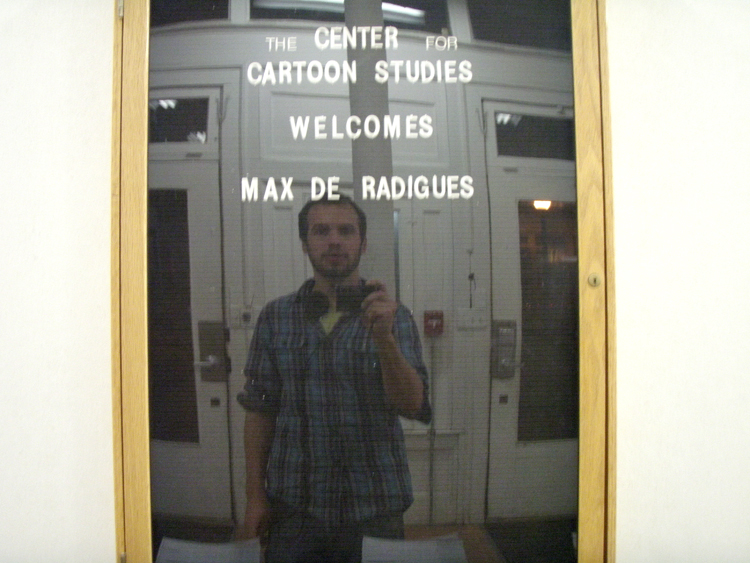 THE CENTER FOR
CARTOON STUDIES
WELCOMES
MAX DE RADIGUES